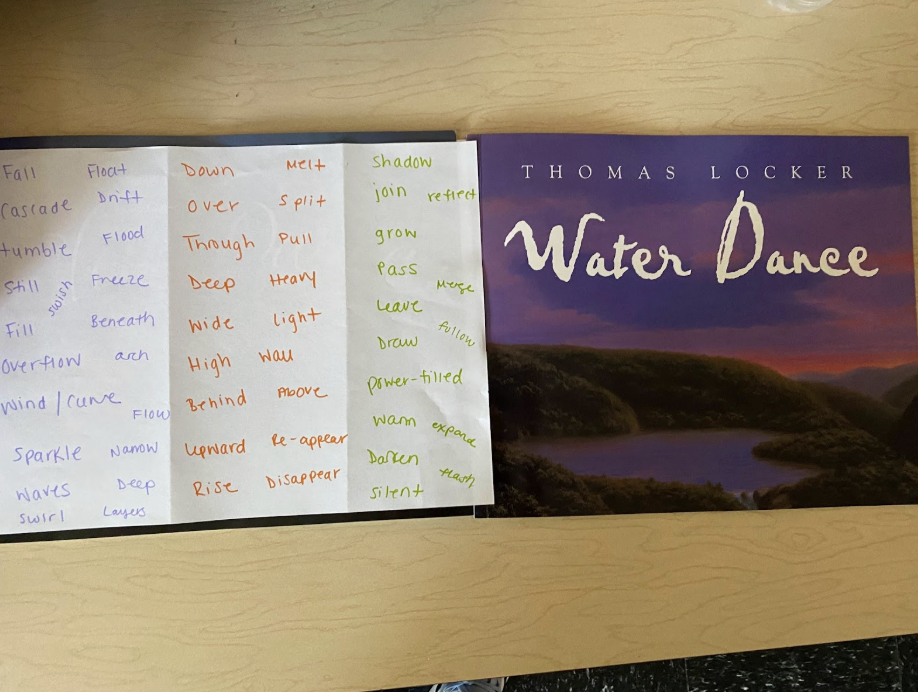 Fall Float
Cascade Drift
tumble Flood
Still swish Freeze
Fill Beneath
Overflow arch
Wind/Curve
Flow
Sparkle Narrow
Waves Deep
Swirl Layers
Down Melt
Over Split
Through Pull
Deep Heavy
Wide light
High Wall
Behind Above
Upward Re-appear
Rise Disappear
Shadow
join reflect
grow
Pass
Merge
Leave
follow
Draw
power-filled
Warm expand
Darken
flash
Silent
THOMAS LOCKER
Water Dance